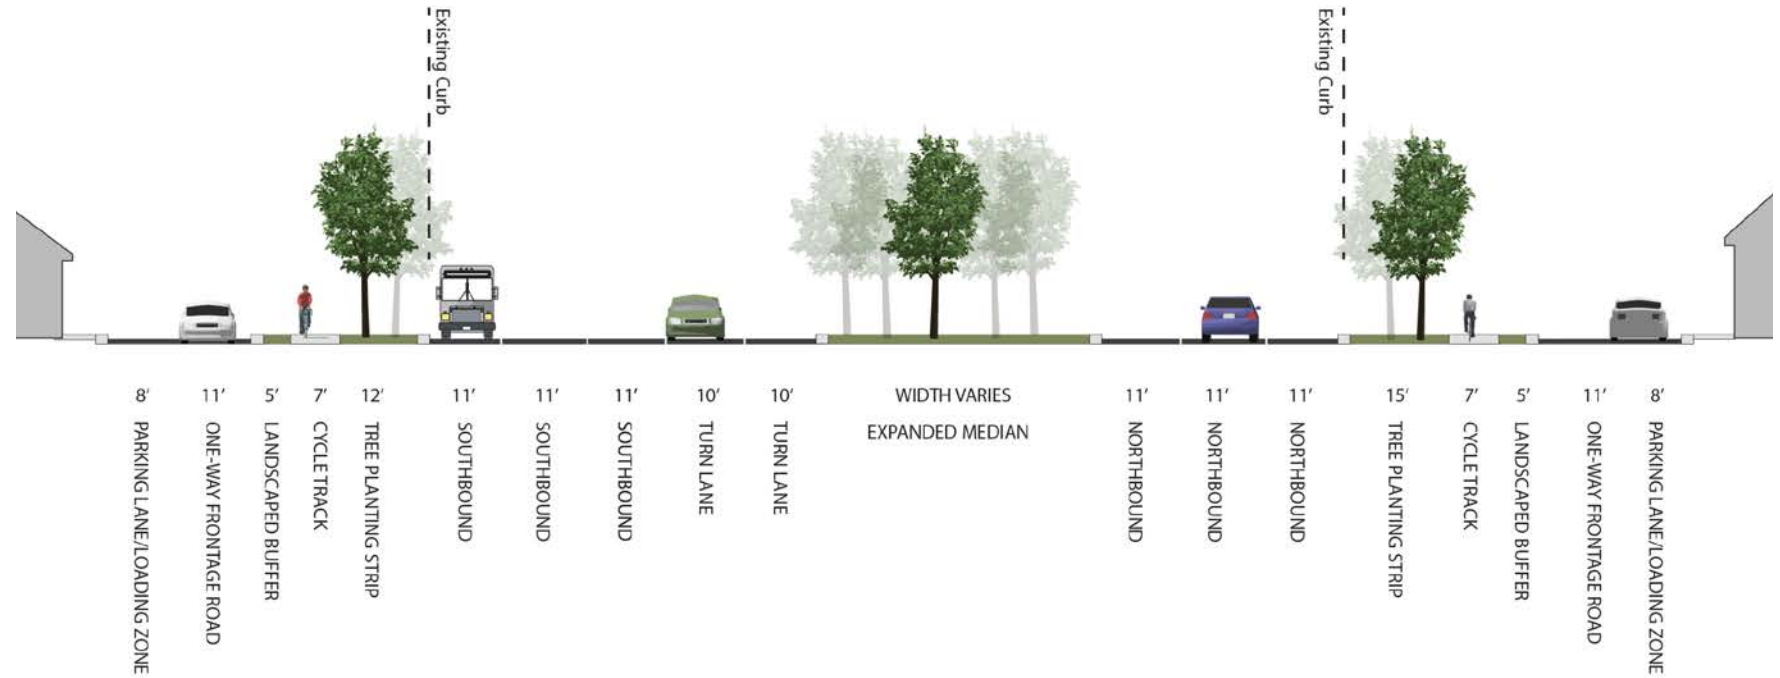 Existing Curb
Existing Curb
8'
PARKING LANE/LOADING ZONE
11'
ONE-WAY FRONTAGE ROAD
5'
LANDSCAPED BUFFER
7'
CYCLE TRACK
12'
TREE PLANTING STRIP
11'
SOUTHBOUND
11'
SOUTHBOUND
11'
SOUTHBOUND
10'
TURN LANE
10'
TURN LANE
WIDTH VARIES
EXPANDED MEDIAN
11'
NORTHBOUND
11'
NORTHBOUND
11'
NORTHBOUND
15'
TREE PLANTING STRIP
7'
CYCLE TRACK
5'
LANDSCAPED BUFFER
11'
ONE-WAY FRONTAGE ROAD
8'
PARKING LANE/LOADING ZONE